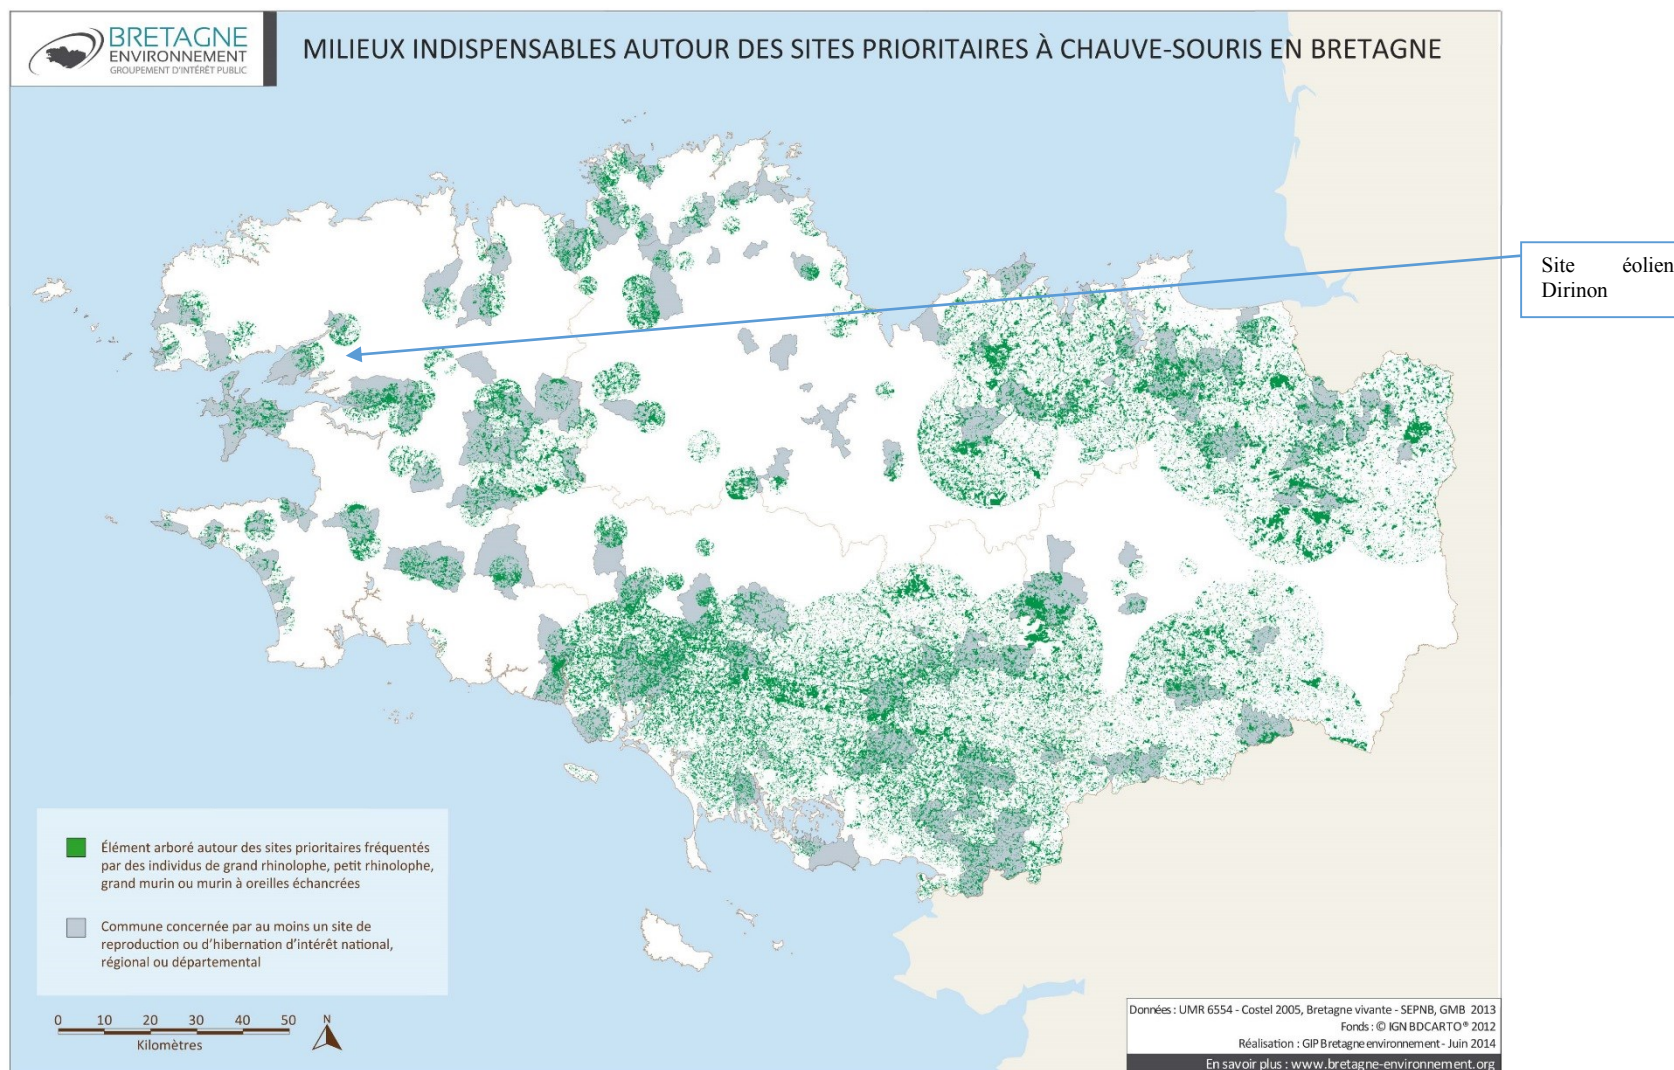 BRETAGNE
ENVIRONNEMENT
GROUPEMENT D'INTÉRÊT PUBLIC
MILIEUX INDISPENSABLES AUTOUR DES SITES PRIORITAIRES À CHAUVE-SOURIS EN BRETAGNE
Site éolien
Dirinon
Élément arboré autour des sites prioritaires fréquentés
par des individus de grand rhinolophe, petit rhinolophe,
grand murin ou murin à oreilles échancrées
Commune concernée par au moins un site de
reproduction ou d'hibernation d'intérêt national,
régional ou départemental
0 10 20 30 40 50
Kilomètres
N
Données : UMR 6554 - Costel 2005, Bretagne vivante - SEPNB, GMB 2013
Fonds : © IGN BDCARTO® 2012
Réalisation : GIP Bretagne environnement - Juin 2014
En savoir plus : www.bretagne-environnement.org